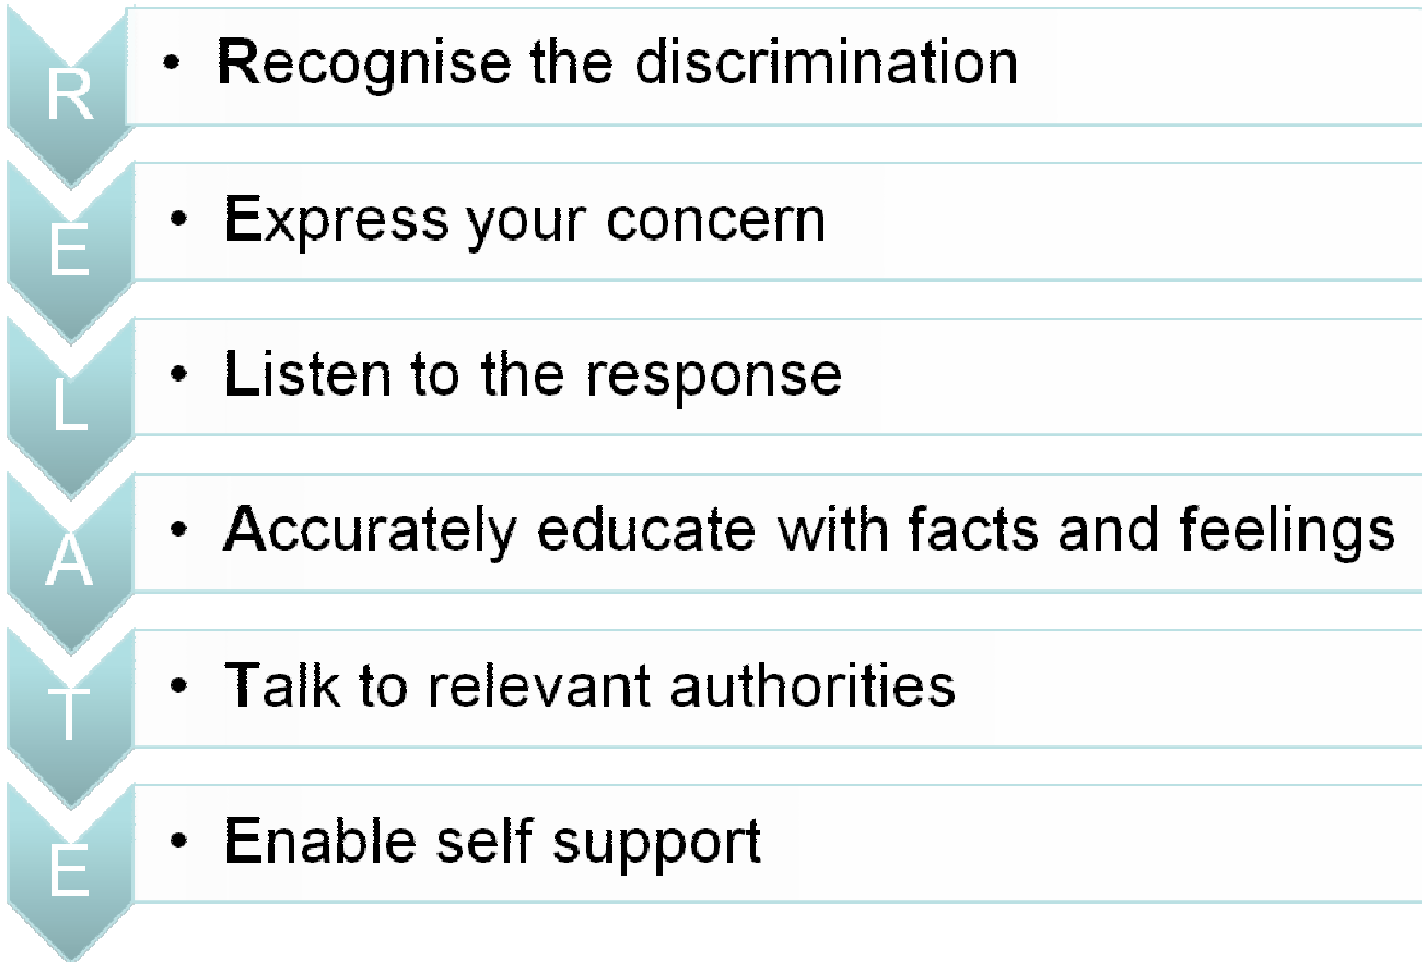 R
• Recognise the discrimination
E
• Express your concern
L
• Listen to the response
A
• Accurately educate with facts and feelings
T
• Talk to relevant authorities
E
• Enable self support